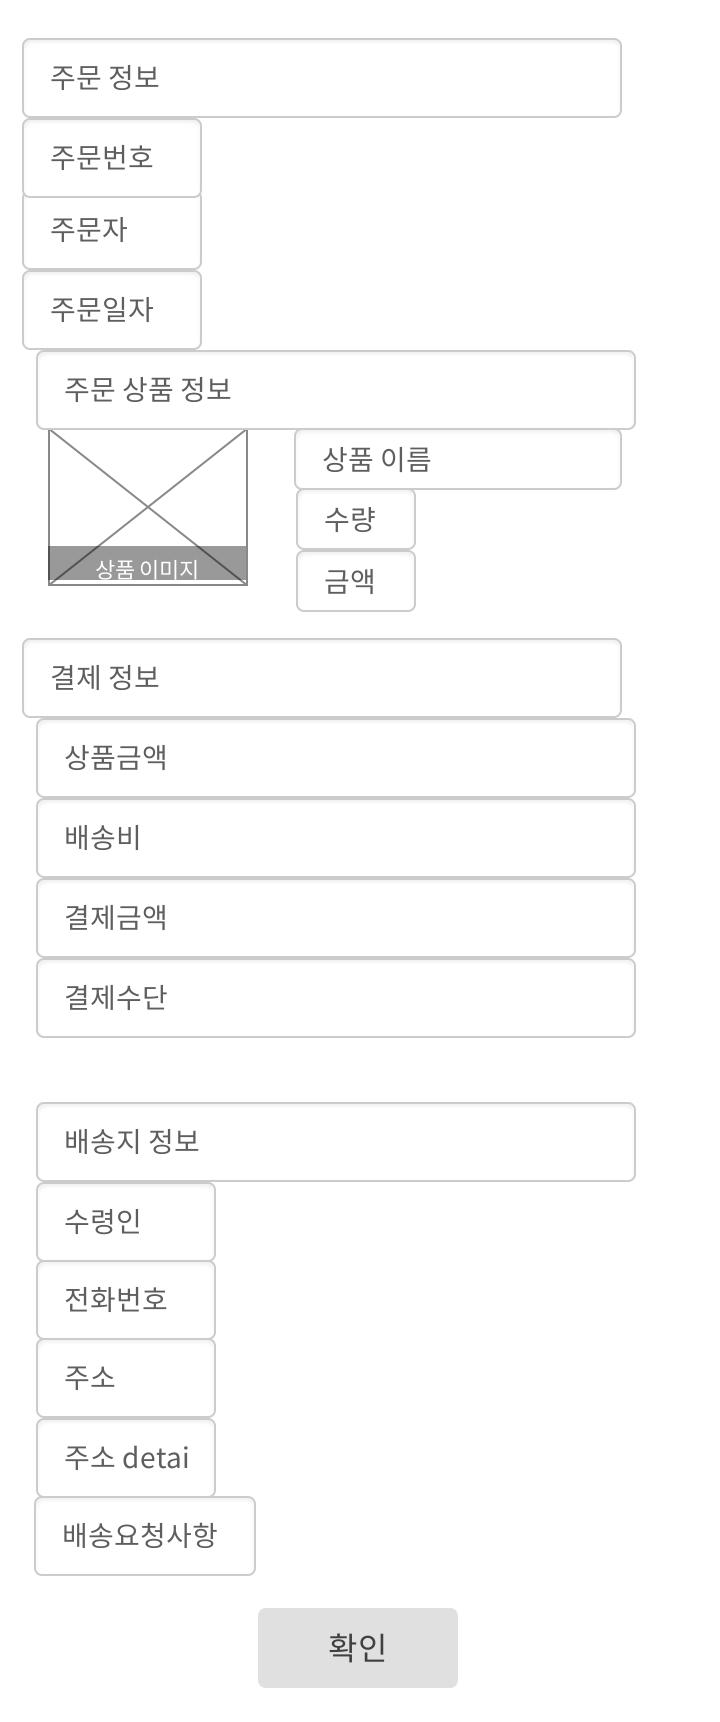 주문 정보
주문번호
주문자
주문일자
주문 상품 정보
상품 이름
수량
상품 이미지
금액
결제 정보
상품금액
배송비
결제금액
결제수단
배송지 정보
수령인
전화번호
주소
주소 detai
배송요청사항
확인